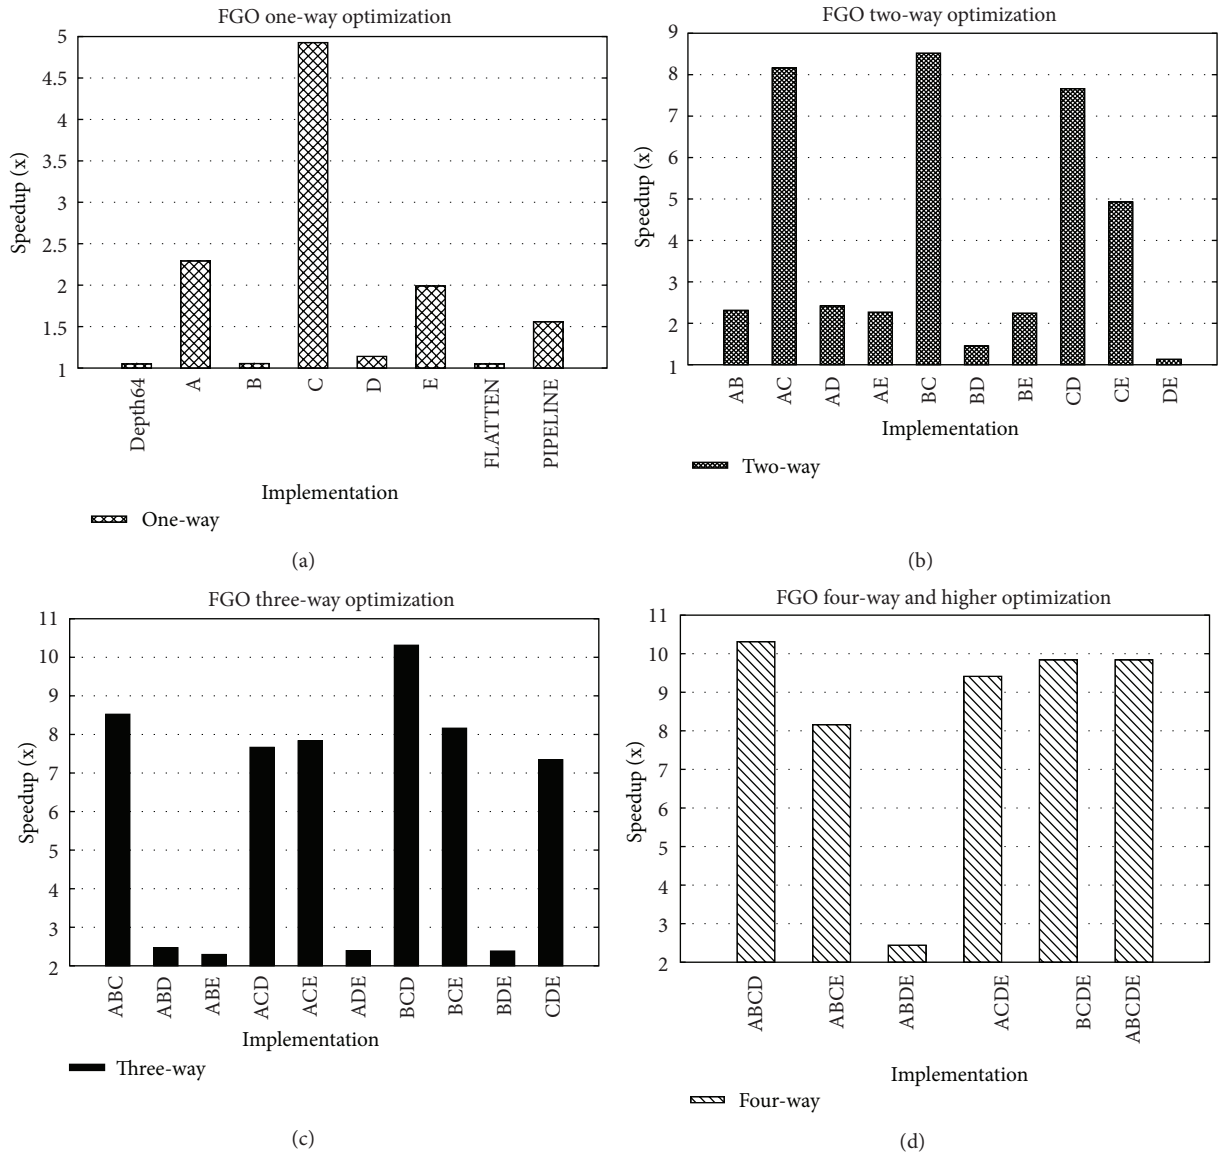 FGO one-way optimization
5
4.5
4
3.5
3
2.5
2
1.5
1
Speedup (x)
Depth64
A
B
C
D
E
FLATTEN
PIPELINE
Implementation
One-way
(a)
FGO two-way optimization
9
8
7
6
5
4
3
2
1
Speedup (x)
AB
AC
AD
AE
BC
BD
BE
CD
CE
DE
Implementation
Two-way
(b)
FGO three-way optimization
11
10
9
8
7
6
5
4
3
2
Speedup (x)
ABC
ABD
ABE
ACD
ACE
ADE
BCD
BCE
BDE
CDE
Implementation
Three-way
(c)
FGO four-way and higher optimization
11
10
9
8
7
6
5
4
3
2
Speedup (x)
ABCD
ABCE
ABDE
ACDE
BCDE
ABCDE
Implementation
Four-way
(d)